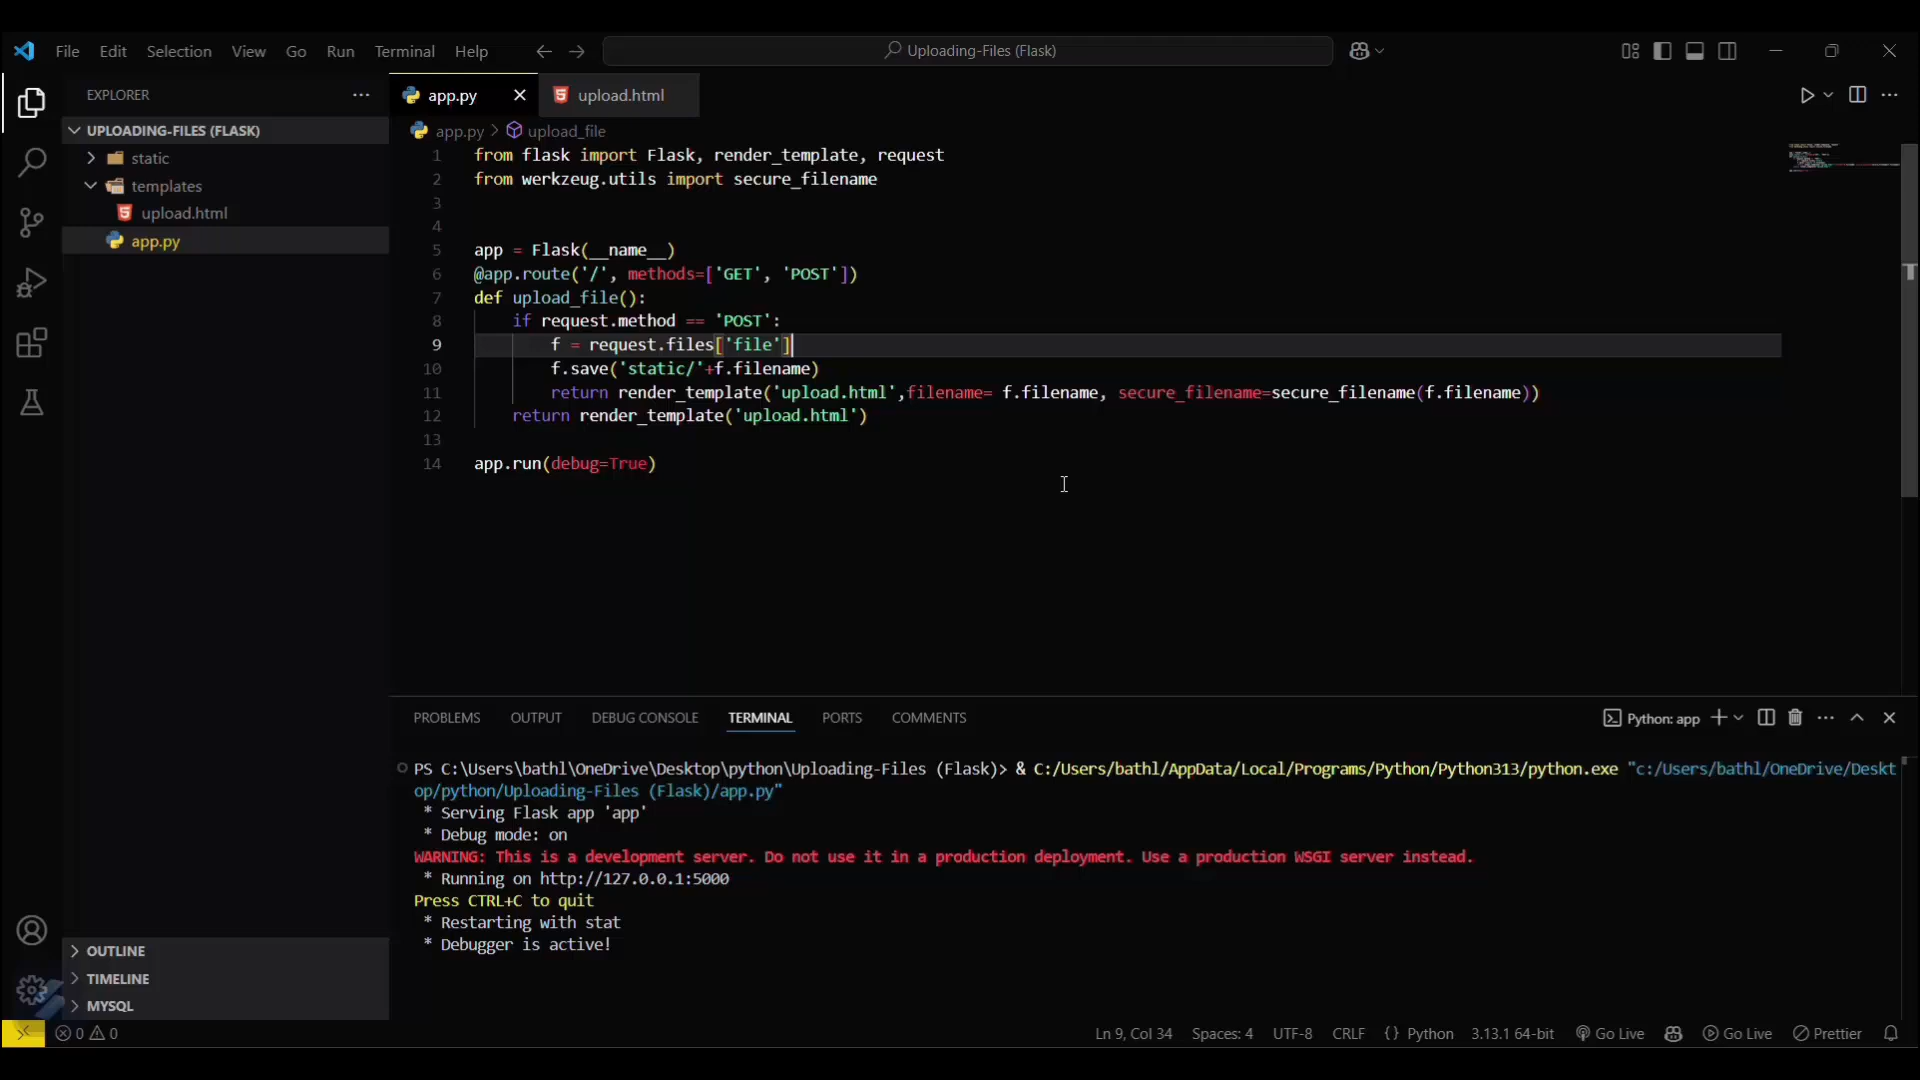 File Edit Selection View Go Run Terminal Help
Uploading-Files (Flask)
EXPLORER
UPLOADING-FILES (FLASK)
static
templates
upload.html
app.py
app.py upload.html
app.py > upload_file
1 from flask import Flask, render_template, request
2 from werkzeug.utils import secure_filename
3
4
5 app = Flask(__name__)
6 @app.route('/', methods=['GET', 'POST'])
7 def upload_file():
8 if request.method == 'POST':
9 f = request.files['file']
10 f.save('static/'+f.filename)
11 return render_template('upload.html',filename= f.filename, secure_filename=secure_filename(f.filename))
12 return render_template('upload.html')
13
14 app.run(debug=True)
PROBLEMS OUTPUT DEBUG CONSOLE TERMINAL PORTS COMMENTS
Python: app
PS C:\Users\bathl\OneDrive\Desktop\python\Uploading-Files (Flask)> & C:/Users/bathl/AppData/Local/Programs/Python/Python313/python.exe "c:/Users/bathl/OneDrive/Deskt
op/python/Uploading-Files (Flask)/app.py"
* Serving Flask app 'app'
* Debug mode: on
WARNING: This is a development server. Do not use it in a production deployment. Use a production WSGI server instead.
* Running on http://127.0.0.1:5000
Press CTRL+C to quit
* Restarting with stat
* Debugger is active!
OUTLINE
TIMELINE
MYSQL
0 0
Ln 9, Col 34 Spaces: 4 UTF-8 CRLF {} Python 3.13.1 64-bit Go Live Go Live Prettier